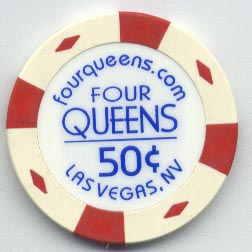 fourqueens.com
FOUR
QUEENS
50¢
LAS VEGAS, NV